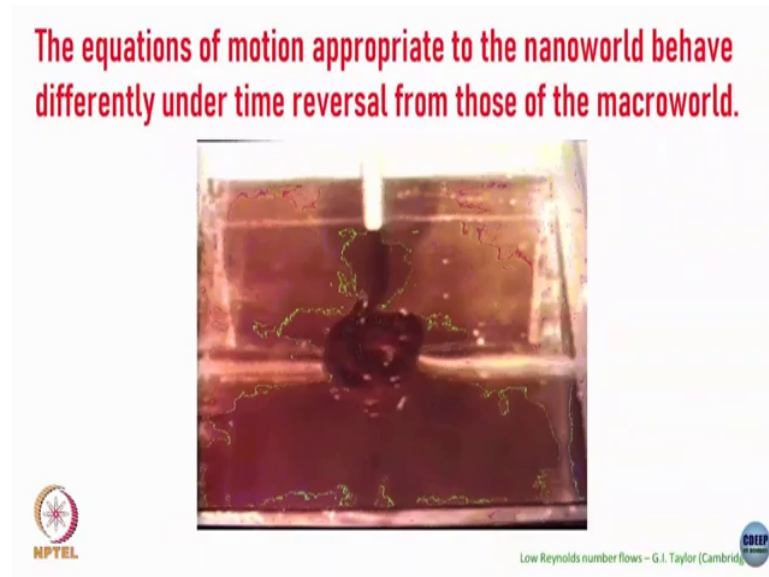 The equations of motion appropriate to the nanoworld behave
differently under time reversal from those of the macroworld.
NPTEL
Low Reynolds number flows – G.I. Taylor (Cambridg
CDEEP